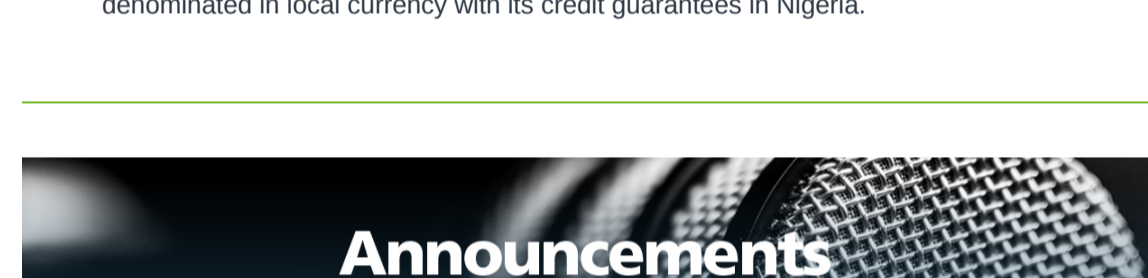 denominated in local currency with its credit guarantees in Nigeria.
Announcements